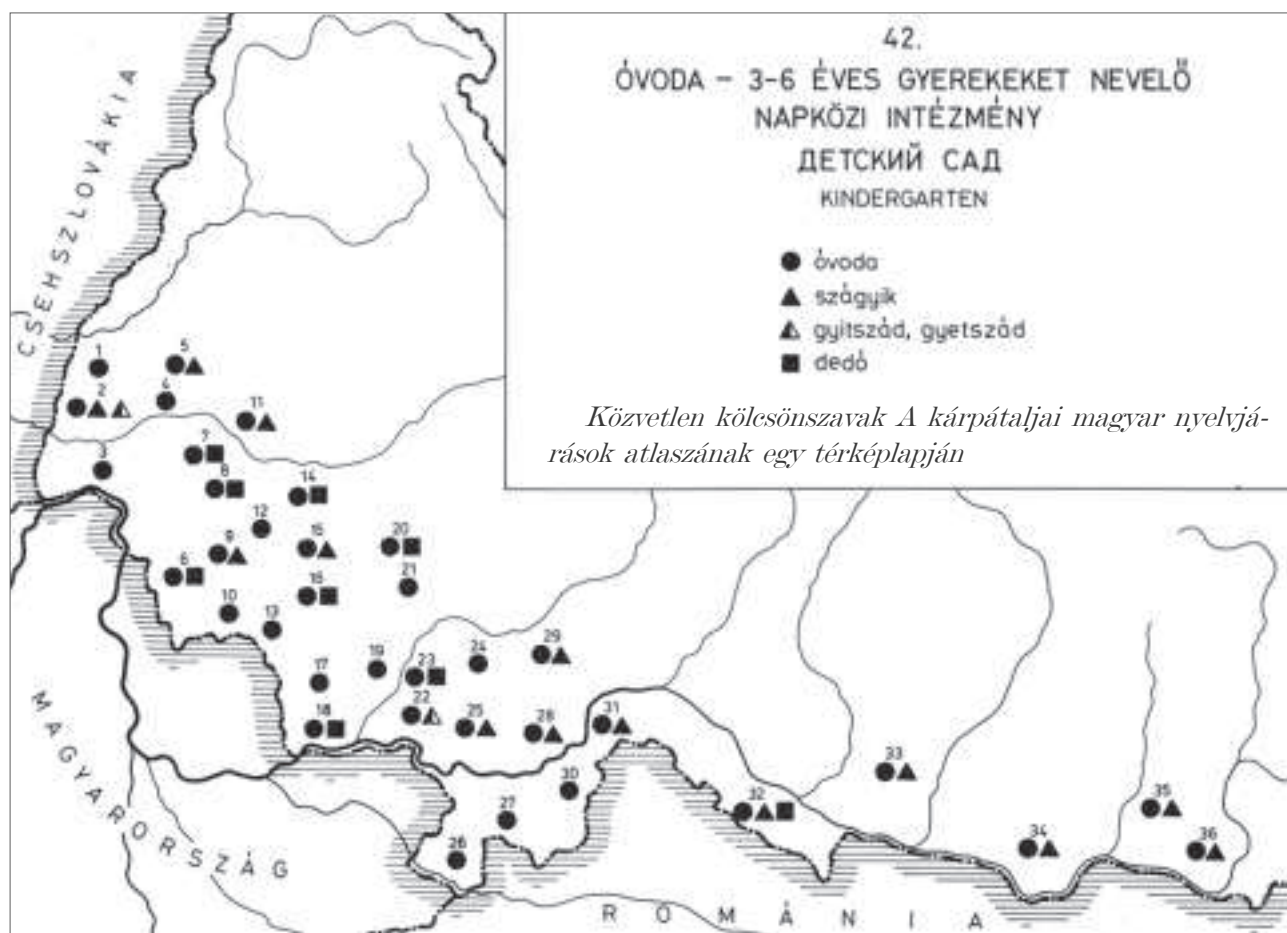 42.
ÓVODA – 3-6 ÉVES GYEREKEKET NEVELŐ
NAPKÖZI INTÉZMÉNY
ДЕТСКИЙ САД
KINDERGARTEN
óvoda
szágyik
gyitszád, gyetszád
dedó
Közvetlen kölcsönszavak A kárpátaljai magyar nyelvjá-
rások atlaszának egy térképlapján
CSEHSZLOVÁKIA
1
5
2
4
11
7
3
8
14
12
9
15
20
6
16
21
10
13
29
19
24
17
23
22
18
25
28
31
33
30
32
27
35
34
36
26
MAGYARORSZÁG
ROMÁNIA